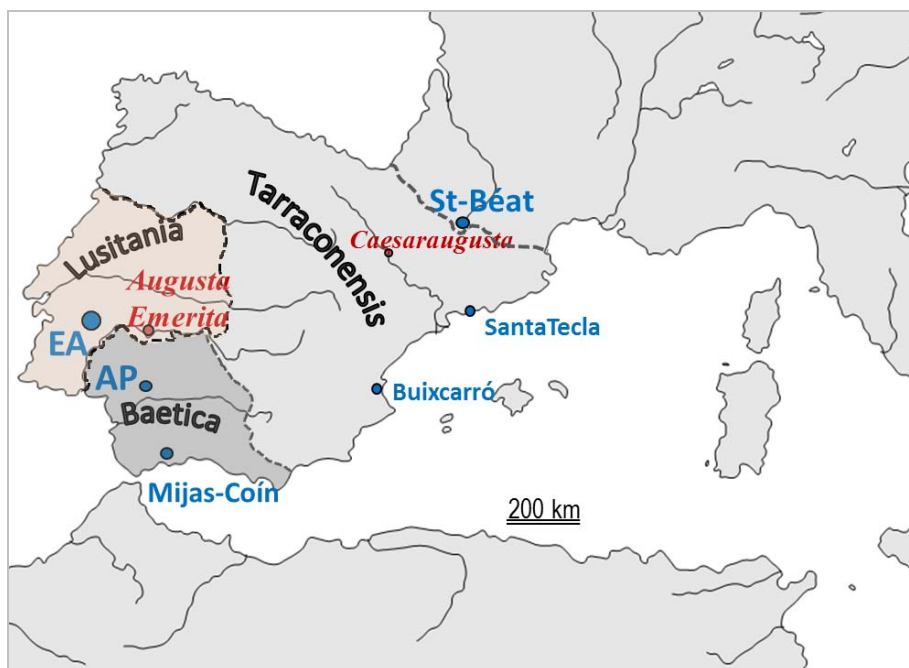 St-Béat
Tarraconensis
Lusitania
Caesaraugusta
Augusta
Emerita
SantaTecla
EA
AP
Buixcarró
Baetica
Mijas-Coín
200 km